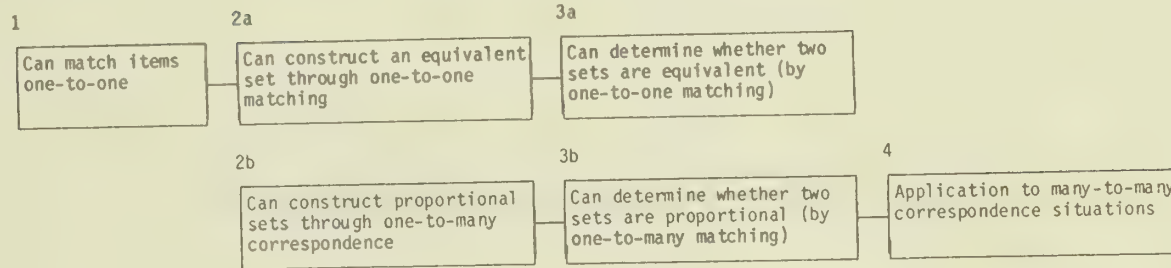 1
Can match items
one-to-one
2a
Can construct an equivalent
set through one-to-one
matching
3a
Can determine whether two
sets are equivalent (by
one-to-one matching)
2b
Can construct proportional
sets through one-to-many
correspondence
3b
Can determine whether two
sets are proportional (by
one-to-many matching)
4
Application to many-to-many
correspondence situations